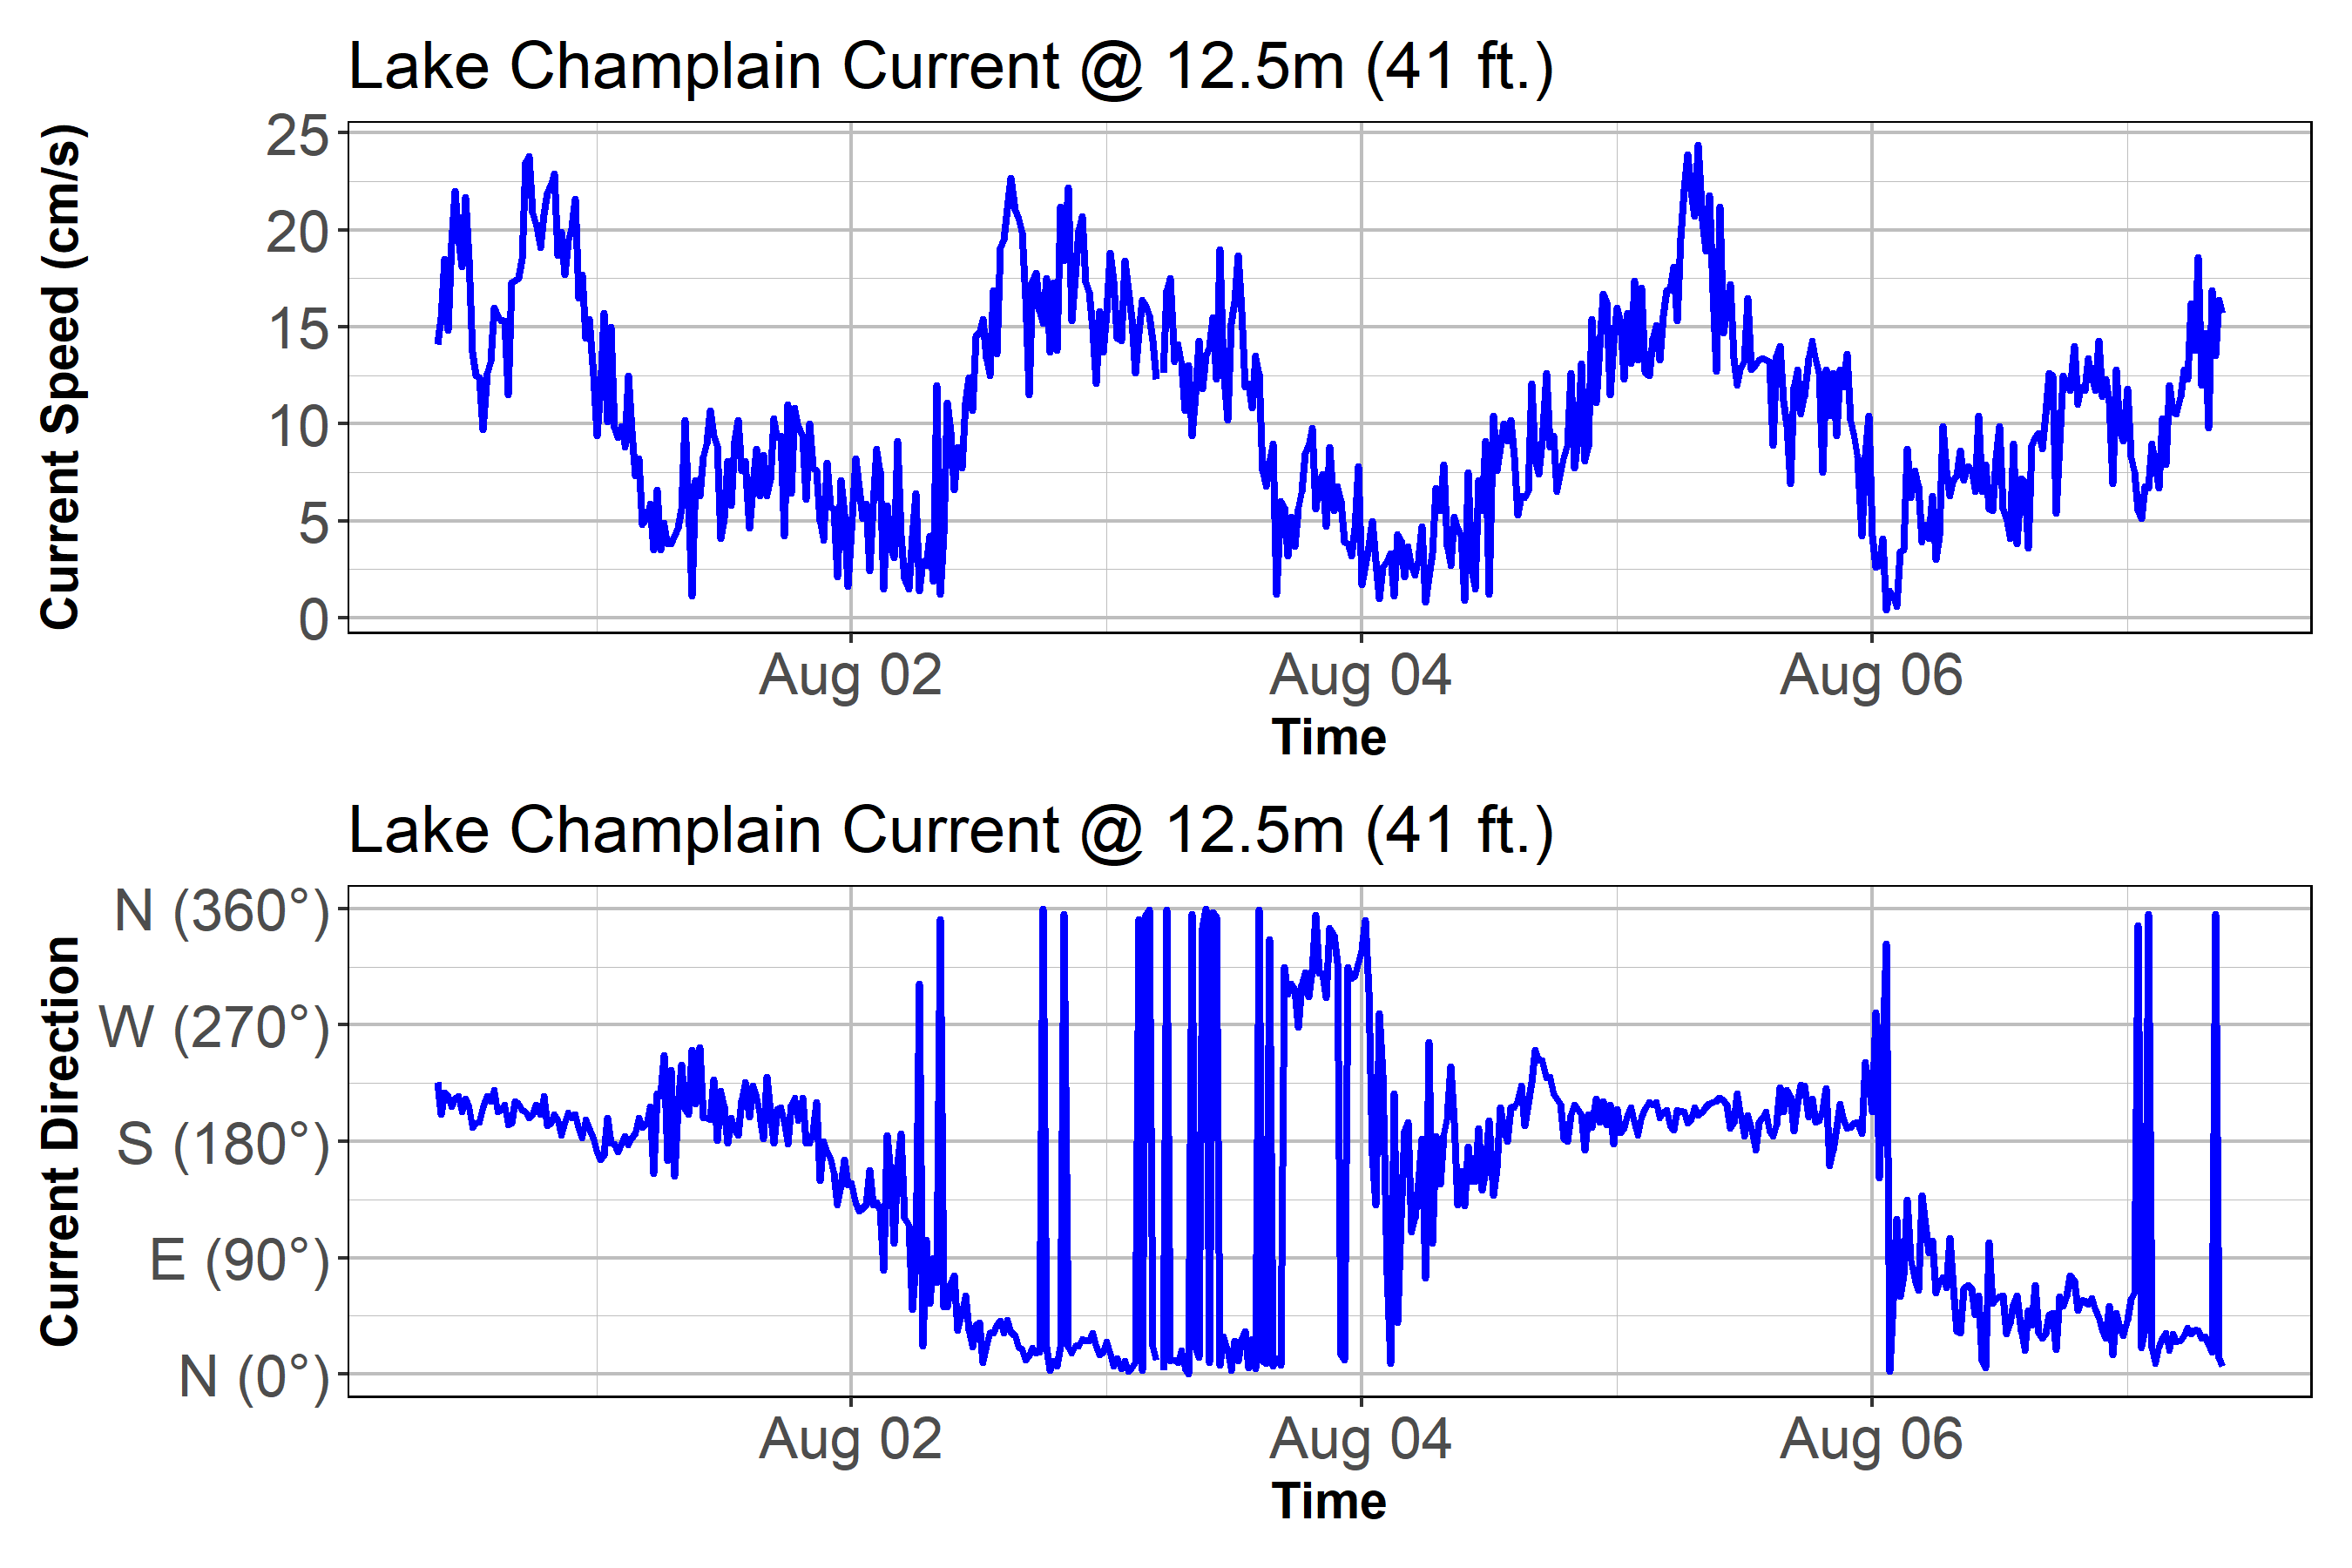 Lake Champlain Current @ 12.5m (41 ft.)
Current Speed (cm/s)
25
20
15
10
5
0
Aug 02 Aug 04 Aug 06
Time
Lake Champlain Current @ 12.5m (41 ft.)
Current Direction
N (360°)
W (270°)
S (180°)
E (90°)
N (0°)
Aug 02 Aug 04 Aug 06
Time